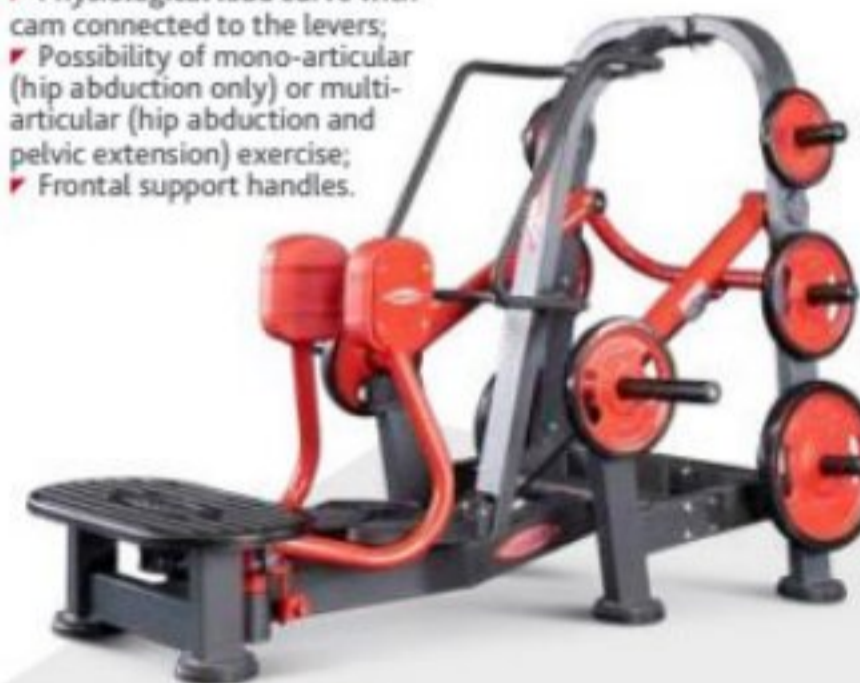 cam connected to the levers;
Possibility of mono-articular
(hip abduction only) or multi-
articular (hip abduction and
pelvic extension) exercise;
Frontal support handles.